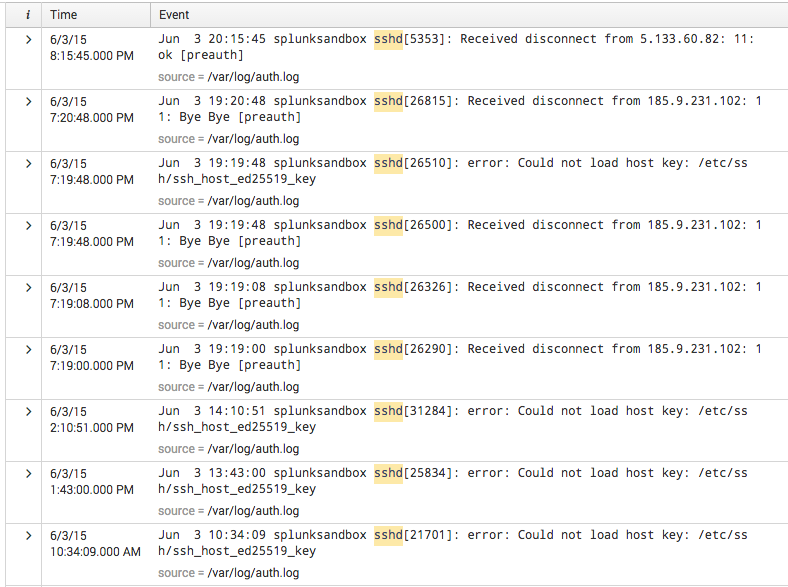 i Time Event
6/3/15 Jun  3 20:15:45 splunksandbox sshd[5353]: Received disconnect from 5.133.60.82: 11:
8:15:45.000 PM ok [preauth]
source = /var/log/auth.log
6/3/15 Jun  3 19:20:48 splunksandbox sshd[26815]: Received disconnect from 185.9.231.102: 1
7:20:48.000 PM 1: Bye Bye [preauth]
source = /var/log/auth.log
6/3/15 Jun  3 19:19:48 splunksandbox sshd[26510]: error: Could not load host key: /etc/ss
7:19:48.000 PM h/ssh_host_ed25519_key
source = /var/log/auth.log
6/3/15 Jun  3 19:19:48 splunksandbox sshd[26500]: Received disconnect from 185.9.231.102: 1
7:19:48.000 PM 1: Bye Bye [preauth]
source = /var/log/auth.log
6/3/15 Jun  3 19:19:08 splunksandbox sshd[26326]: Received disconnect from 185.9.231.102: 1
7:19:08.000 PM 1: Bye Bye [preauth]
source = /var/log/auth.log
6/3/15 Jun  3 19:19:00 splunksandbox sshd[26290]: Received disconnect from 185.9.231.102: 1
7:19:00.000 PM 1: Bye Bye [preauth]
source = /var/log/auth.log
6/3/15 Jun  3 14:10:51 splunksandbox sshd[31284]: error: Could not load host key: /etc/ss
2:10:51.000 PM h/ssh_host_ed25519_key
source = /var/log/auth.log
6/3/15 Jun  3 13:43:00 splunksandbox sshd[25834]: error: Could not load host key: /etc/ss
1:43:00.000 PM h/ssh_host_ed25519_key
source = /var/log/auth.log
6/3/15 Jun  3 10:34:09 splunksandbox sshd[21701]: error: Could not load host key: /etc/ss
10:34:09.000 AM h/ssh_host_ed25519_key
source = /var/log/auth.log